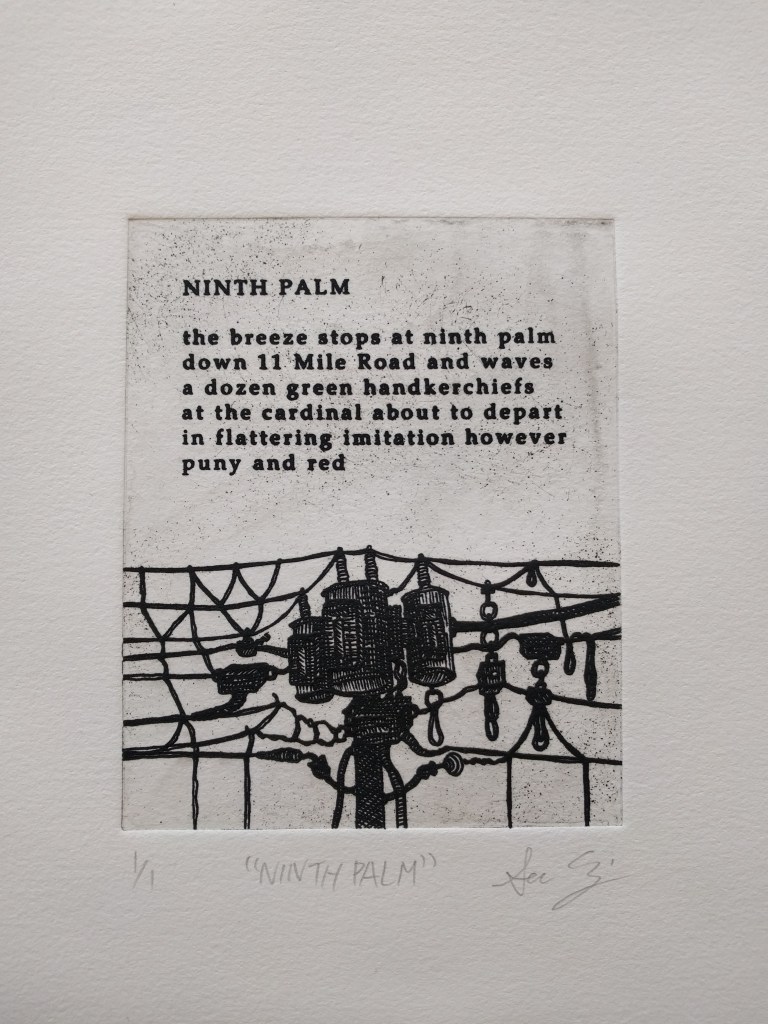 NINTH PALM
the breeze stops at ninth palm
down 11 Mile Road and waves
a dozen green handkerchiefs
at the cardinal about to depart
in flattering imitation however
puny and red
1/1 "NINTH PALM"